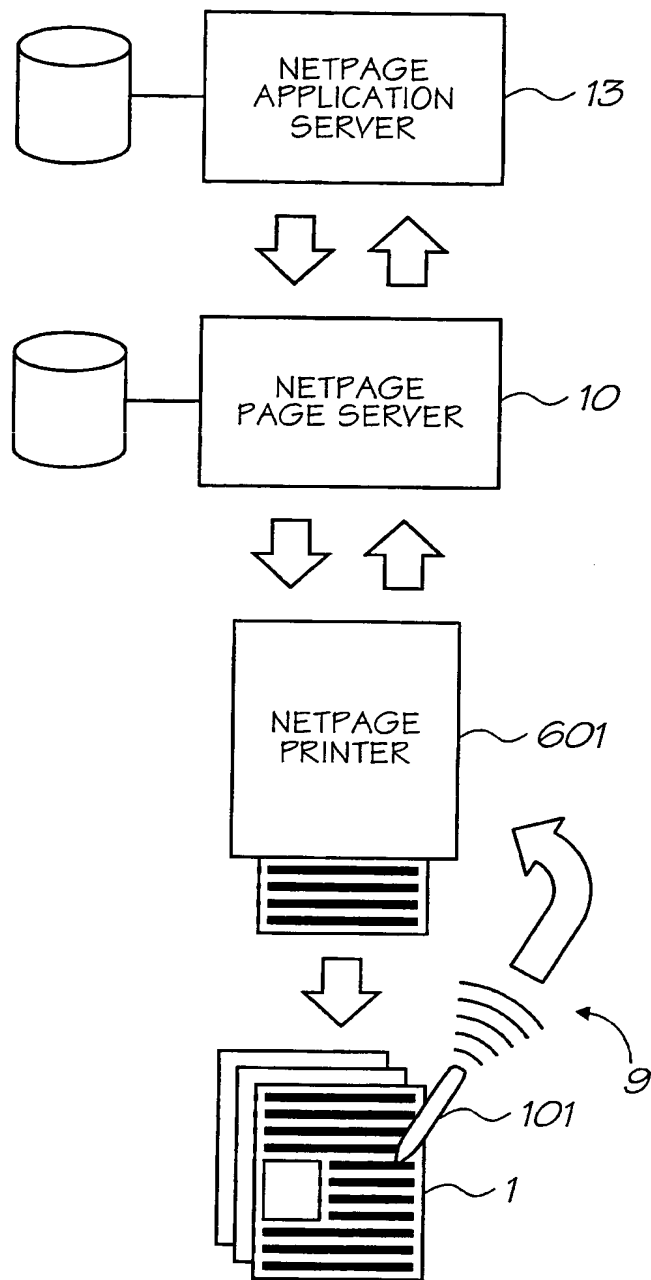 NETPAGE
APPLICATION
SERVER
13
NETPAGE
PAGE SERVER
10
NETPAGE
PRINTER
601
9
101
1